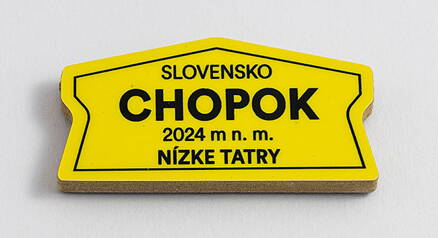 SLOVENSKO
CHOPOK
2024 m n. m.
NÍZKE TATRY